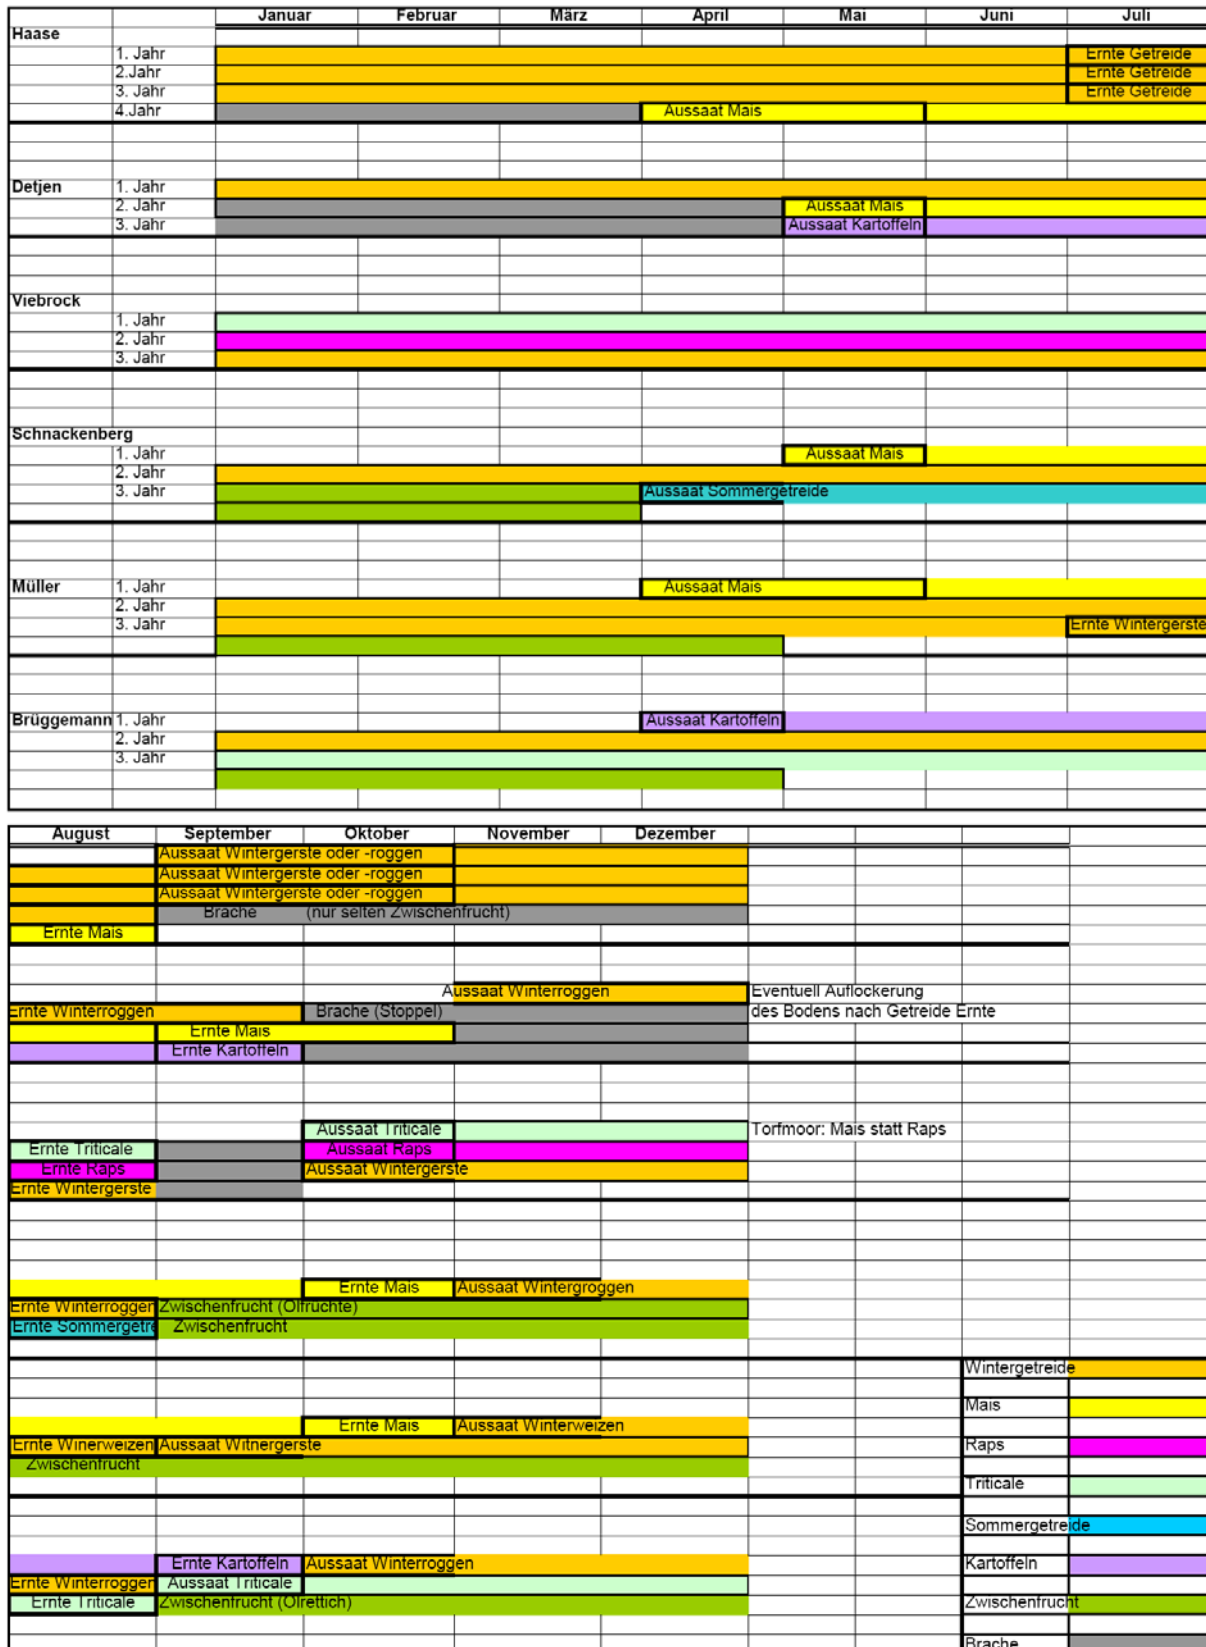 Januar Februar März April Mai Juni Juli
Haase
1. Jahr Ernte Getreide
2.Jahr Ernte Getreide
3. Jahr Ernte Getreide
4.Jahr Aussaat Mais
Detjen 1. Jahr
2. Jahr Aussaat Mais
3. Jahr Aussaat Kartoffeln
Viebrock
1. Jahr
2. Jahr
3. Jahr
Schnackenberg
1. Jahr Aussaat Mais
2. Jahr
3. Jahr Aussaat Sommergetreide
Müller 1. Jahr Aussaat Mais
2. Jahr
3. Jahr Ernte Wintergerste
Brüggemann 1. Jahr Aussaat Kartoffeln
2. Jahr
3. Jahr
August September Oktober November Dezember
Aussaat Wintergerste oder -roggen
Aussaat Wintergerste oder -roggen
Aussaat Wintergerste oder -roggen
Brache (nur selten Zwischenfrucht)
Ernte Mais
Aussaat Winterroggen Eventuell Auflockerung
Ernte Winterroggen Brache (Stoppel) des Bodens nach Getreide Ernte
Ernte Mais
Ernte Kartoffeln
Aussaat Triticale Torfmoor: Mais statt Raps
Ernte Triticale Aussaat Raps
Ernte Raps Aussaat Wintergerste
Ernte Wintergerste
Ernte Mais Aussaat Wintergroggen
Ernte Winterroggen Zwischenfrucht (Ölfrüchte)
Ernte Sommergetre Zwischenfrucht
Wintergetreide
Mais
Ernte Mais Aussaat Winterweizen
Ernte Winerweizen Aussaat Witnergerste Raps
Zwischenfrucht
Triticale
Sommergetreide
Ernte Kartoffeln Aussaat Winterroggen Kartoffeln
Ernte Winterroggen Aussaat Triticale
Ernte Triticale Zwischenfrucht (Ölrettich) Zwischenfrucht
Brache